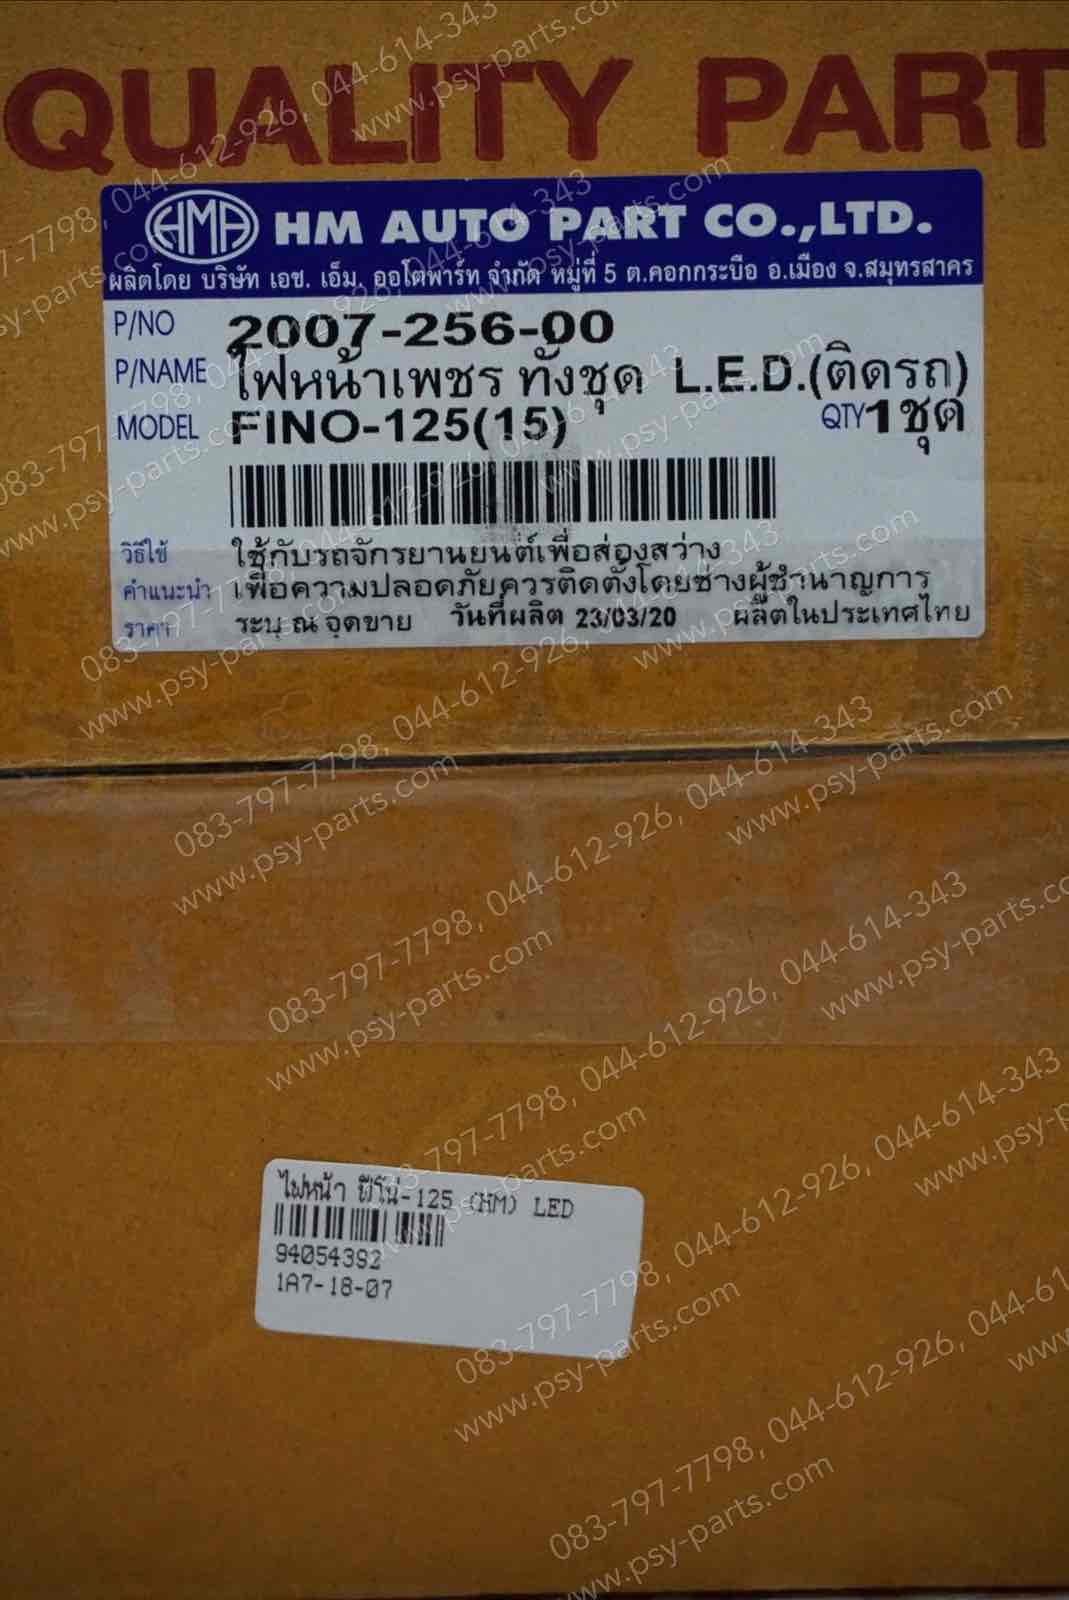 QUALITY PART
HMA HM AUTO PART CO.,LTD.
ผลิตโดย บริษัท เอช. เอ็ม. ออโตพาร์ท จำกัด หมู่ที่ 5 ต.คอกกระบือ อ.เมือง จ.สมุทรสาคร
P/NO 2007-256-00
P/NAME ไฟหน้าเพชร ทั้งชุด L.E.D.(ติดรถ)
MODEL FINO-125(15) QTY 1ชุด
วิธีใช้ ใช้กับรถจักรยานยนต์เพื่อส่องสว่าง
คำแนะนำ เพื่อความปลอดภัยควรติดตั้งโดยช่างผู้ชำนาญการ
ราคา ระบุ ณ จุดขาย วันที่ผลิต 23/03/20 ผลิตในประเทศไทย
ไฟหน้า ฟีโน่-125 (HM) LED
94054392
1A7-18-07
083-797-7798, 044-612-926, 044-614-343
www.psy-parts.com